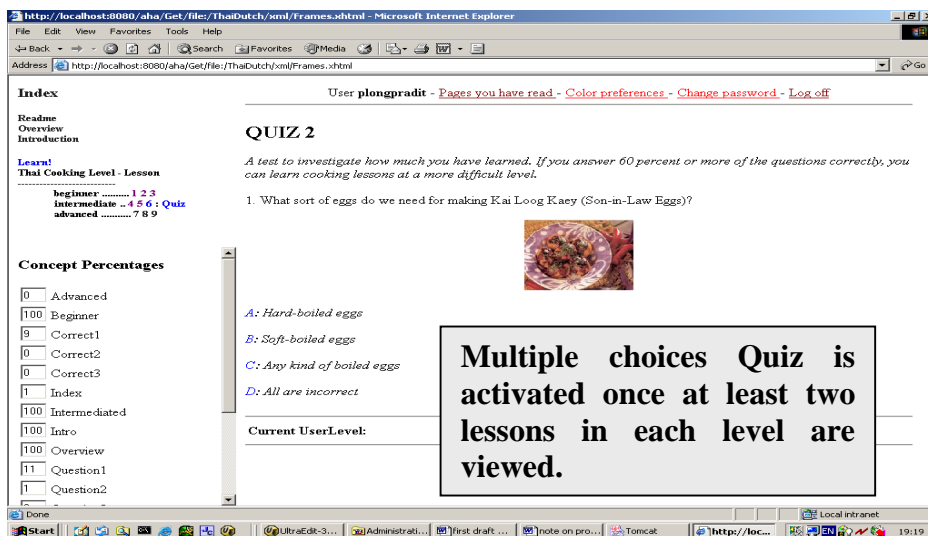 http://localhost:8080/aha/Get/file:/ThaiDutch/xml/Frames.xhtml - Microsoft Internet Explorer
File Edit View Favorites Tools Help
Back Search Favorites Media
Address http://localhost:8080/aha/Get/file:/ThaiDutch/xml/Frames.xhtml Go
Index
Readme
Overview
Introduction
Learn!
Thai Cooking Level - Lesson
----------------------------
beginner .......... 1 2 3
intermediate .. 4 5 6 : Quiz
advanced ........... 7 8 9
Concept Percentages
0 Advanced
100 Beginner
9 Correct1
0 Correct2
0 Correct3
1 Index
100 Intermediated
100 Intro
100 Overview
11 Question1
1 Question2
User plongpradit - Pages you have read - Color preferences - Change password - Log off
QUIZ 2
A test to investigate how much you have learned. If you answer 60 percent or more of the questions correctly, you
can learn cooking lessons at a more difficult level.
1. What sort of eggs do we need for making Kai Loog Kaey (Son-in-Law Eggs)?
A: Hard-boiled eggs
B: Soft-boiled eggs
C: Any kind of boiled eggs
D: All are incorrect
Current UserLevel:
Multiple choices Quiz is
activated once at least two
lessons in each level are
viewed.
Done Local intranet
Start UltraEdit-3... Administrati... first draft ... note on pro... Tomcat http://loc... EN 19:19